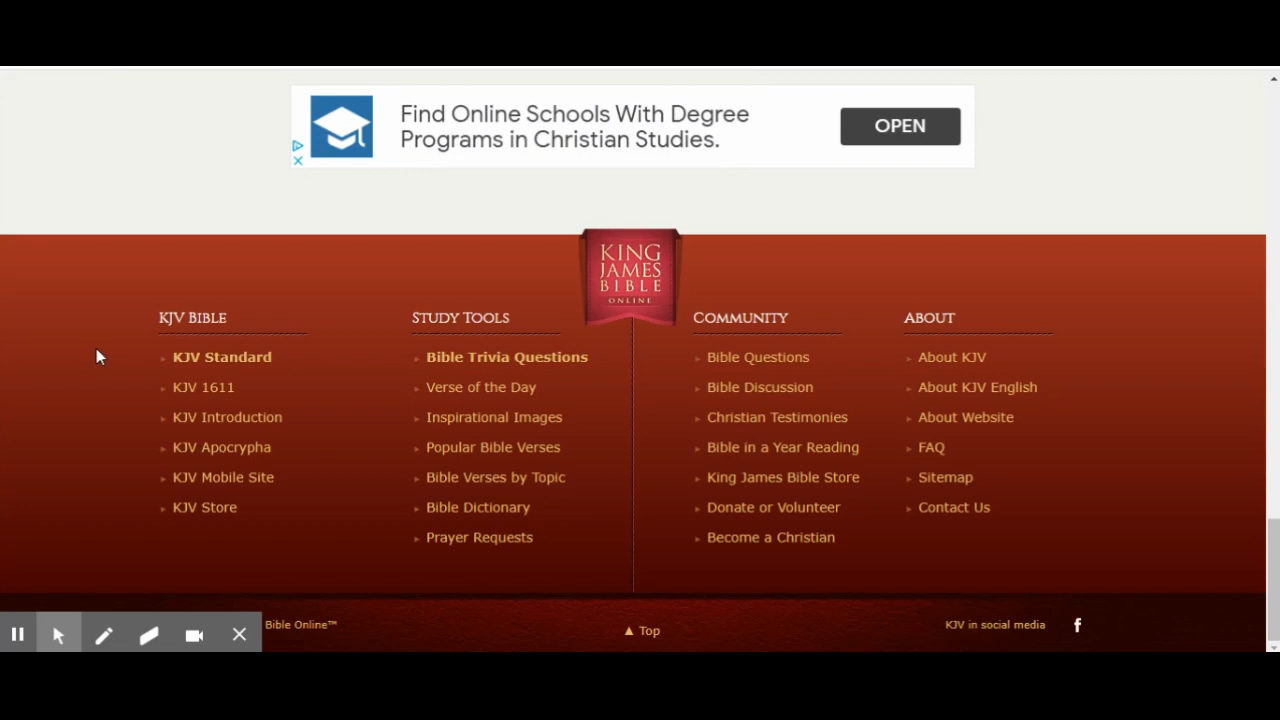 Find Online Schools With Degree
Programs in Christian Studies.
OPEN
KING
JAMES
BIBLE
ONLINE
KJV BIBLE
KJV Standard
KJV 1611
KJV Introduction
KJV Apocrypha
KJV Mobile Site
KJV Store
STUDY TOOLS
Bible Trivia Questions
Verse of the Day
Inspirational Images
Popular Bible Verses
Bible Verses by Topic
Bible Dictionary
Prayer Requests
COMMUNITY
Bible Questions
Bible Discussion
Christian Testimonies
Bible in a Year Reading
King James Bible Store
Donate or Volunteer
Become a Christian
ABOUT
About KJV
About KJV English
About Website
FAQ
Sitemap
Contact Us
Bible Online™
▲ Top
KJV in social media
f